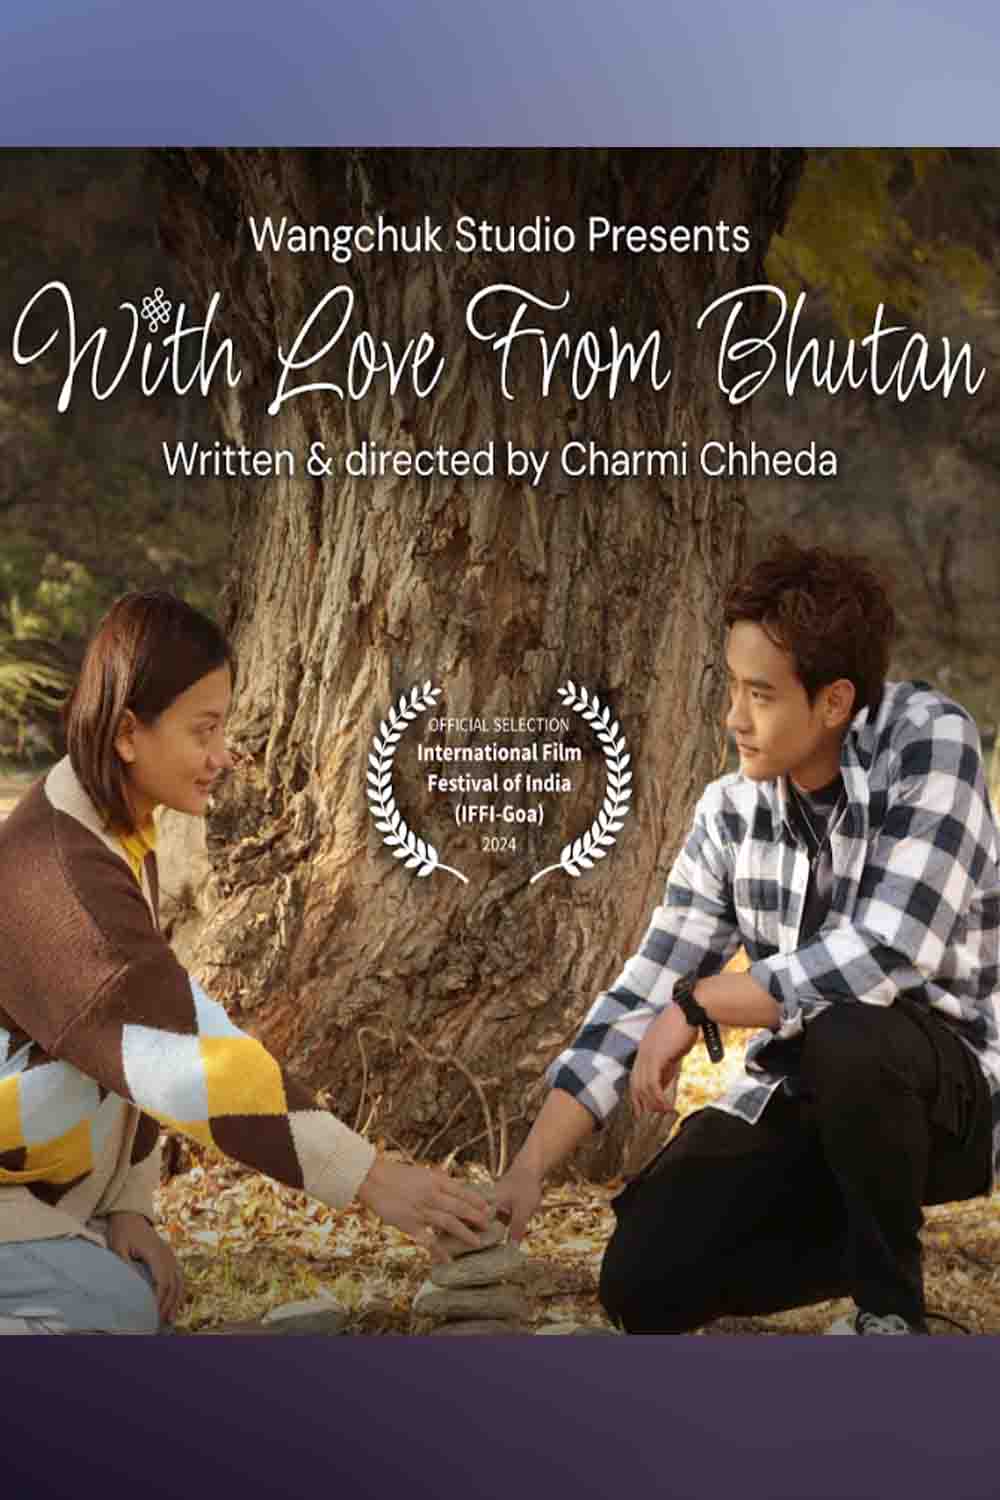 Wangchuk Studio Presents
With Love From Bhutan
Written & directed by Charmi Chheda
OFFICIAL SELECTION
International Film
Festival of India
(IFFI-Goa)
2024